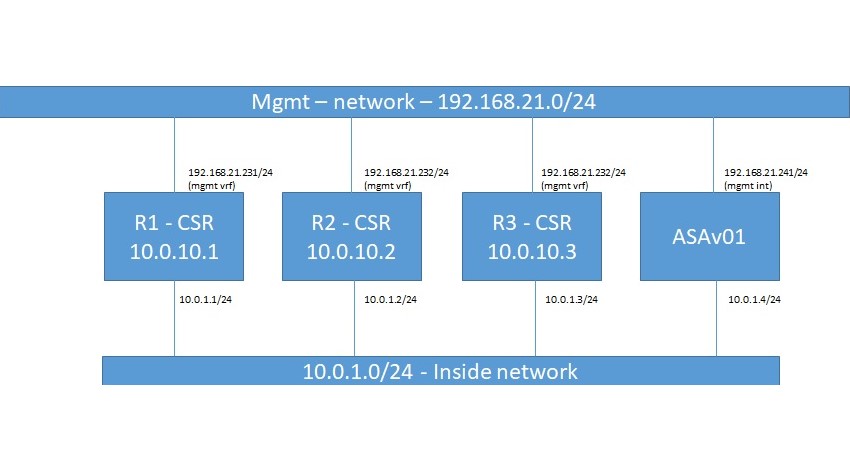 Mgmt – network – 192.168.21.0/24
192.168.21.231/24
(mgmt vrf)
192.168.21.232/24
(mgmt vrf)
192.168.21.232/24
(mgmt vrf)
192.168.21.241/24
(mgmt int)
R1 - CSR
10.0.10.1
R2 - CSR
10.0.10.2
R3 - CSR
10.0.10.3
ASAv01
10.0.1.1/24
10.0.1.2/24
10.0.1.3/24
10.0.1.4/24
10.0.1.0/24 - Inside network